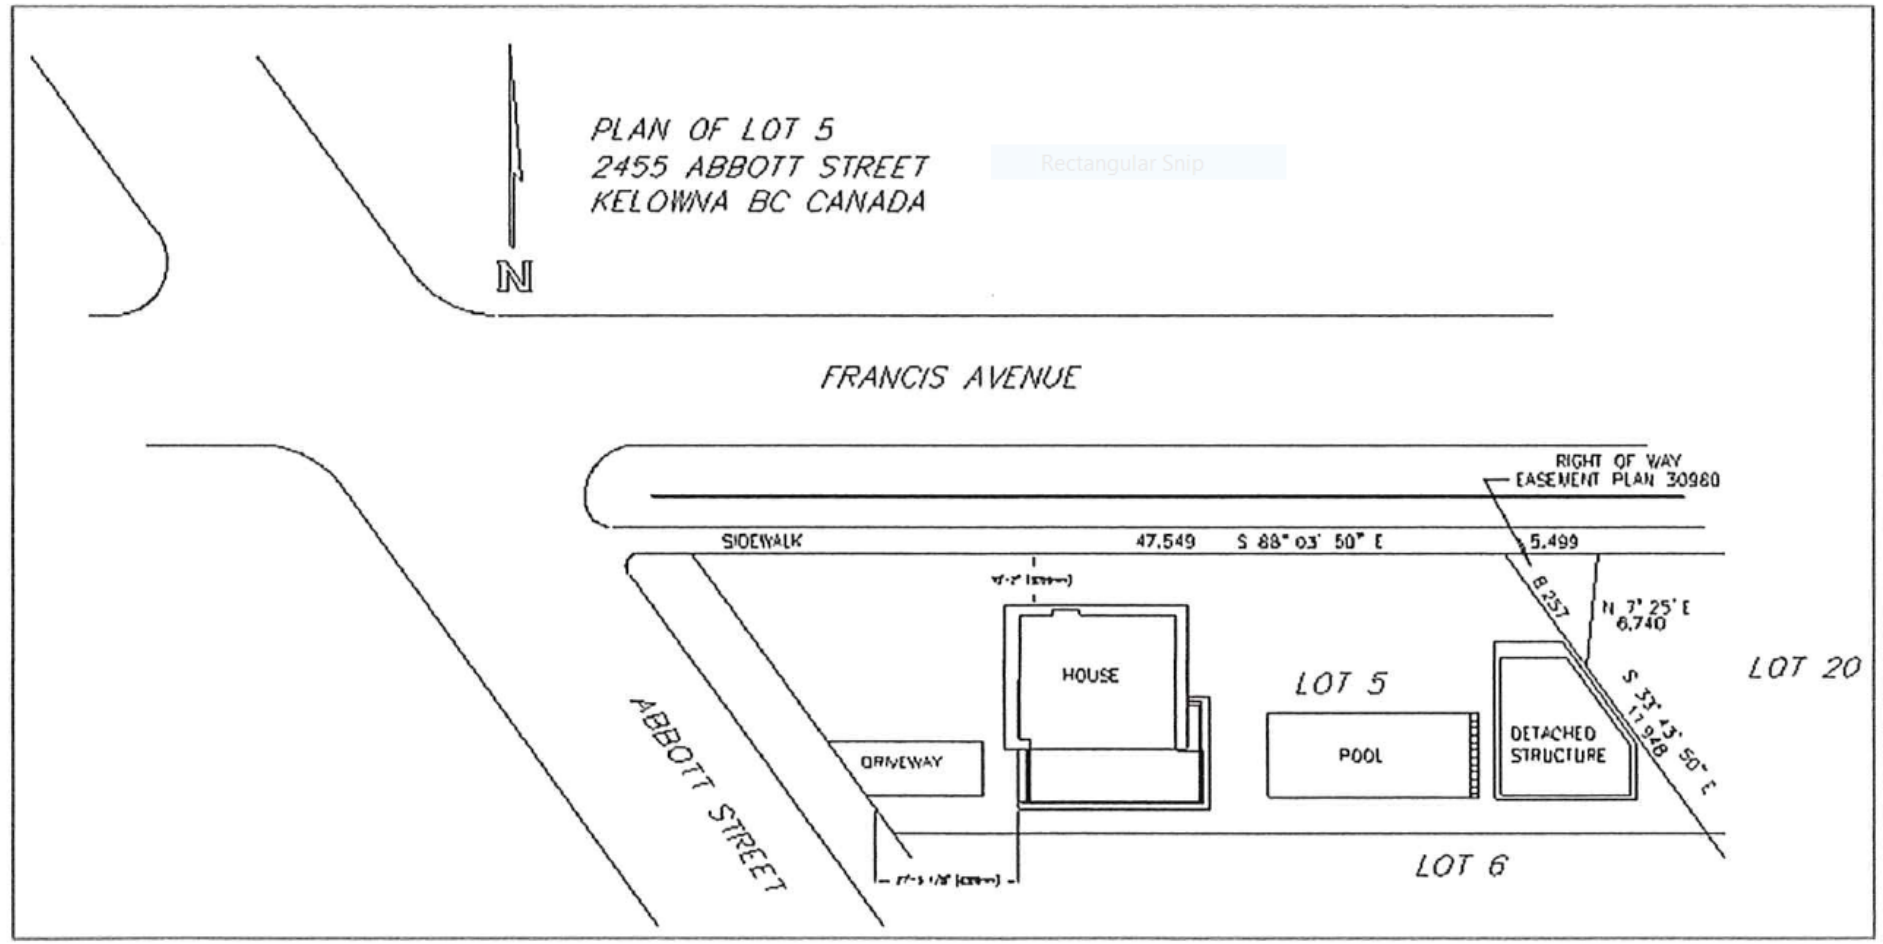 PLAN OF LOT 5
2455 ABBOTT STREET
KELOWNA BC CANADA
Rectangular Snip
N
FRANCIS AVENUE
RIGHT OF WAY
EASEMENT PLAN 30980
SIDEWALK
47.549 S 88° 03' 50" E
5.499
8.257
N 7° 25' E
6.740
HOUSE
LOT 5
LOT 20
S 33° 43' 50" E
17.948
DETACHED
STRUCTURE
POOL
DRIVEWAY
ABBOTT STREET
LOT 6